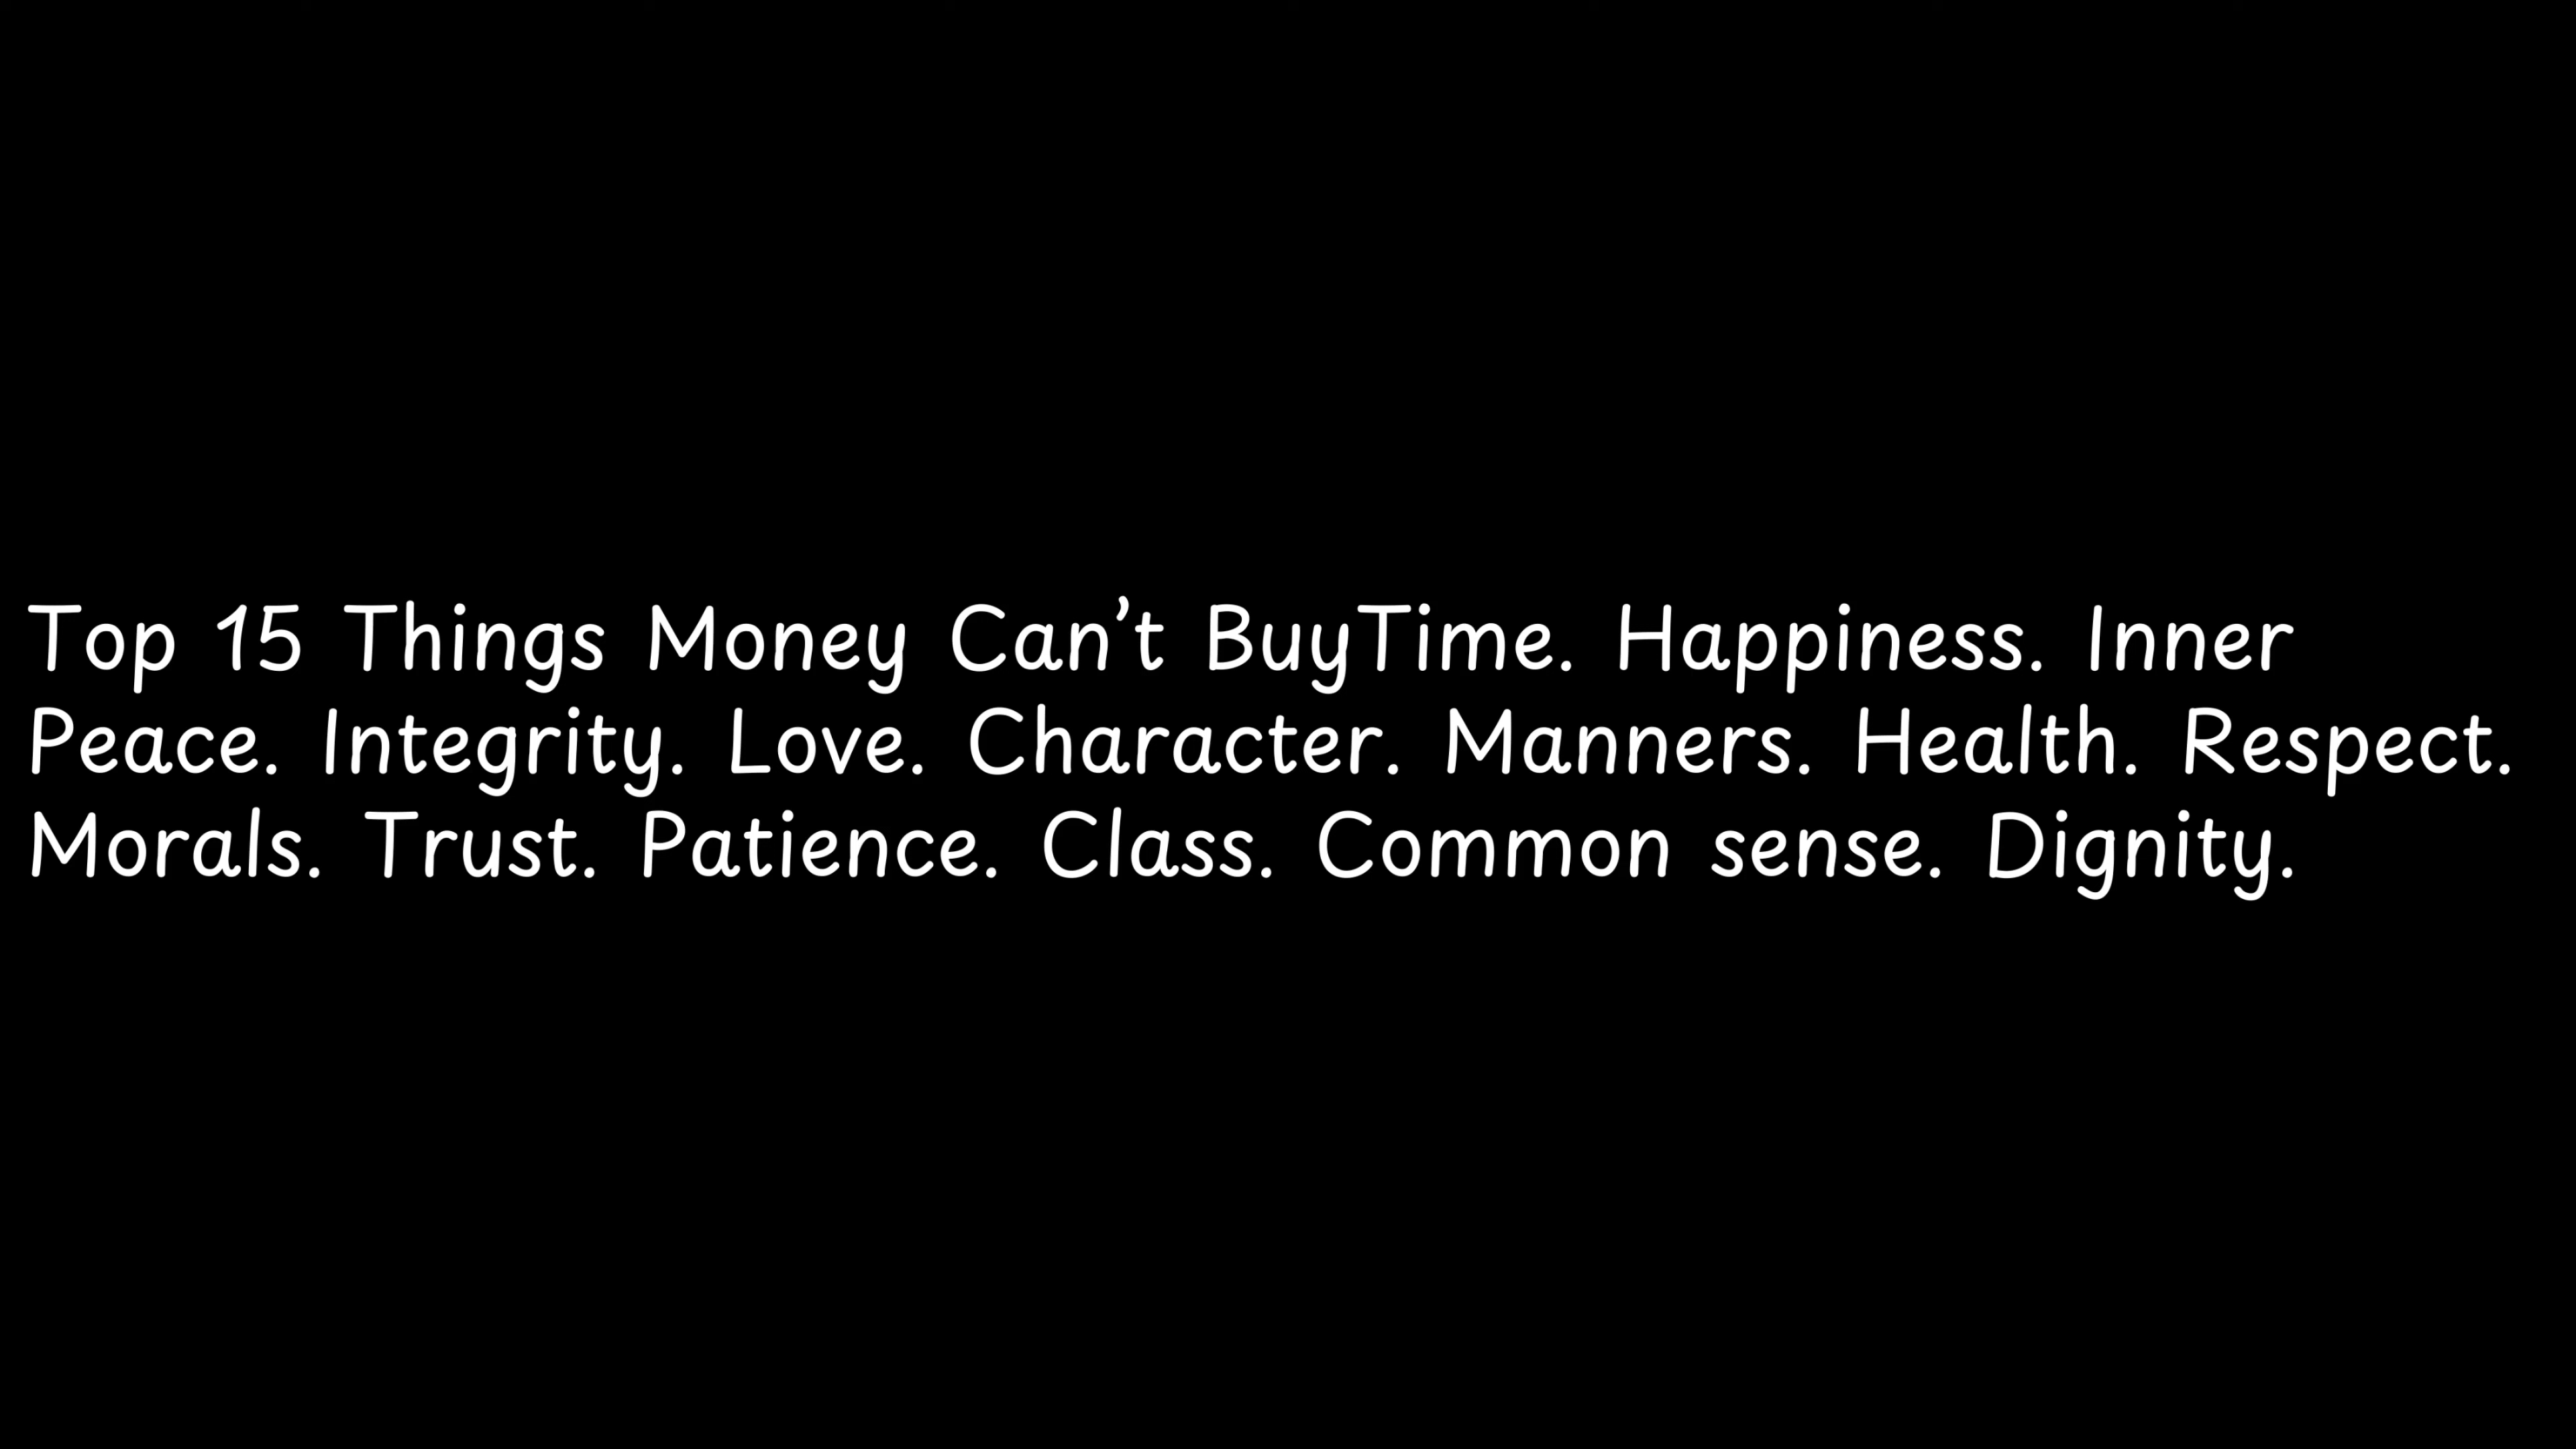 Top 15 Things Money Can’t BuyTime. Happiness. Inner
Peace. Integrity. Love. Character. Manners. Health. Respect.
Morals. Trust. Patience. Class. Common sense. Dignity.